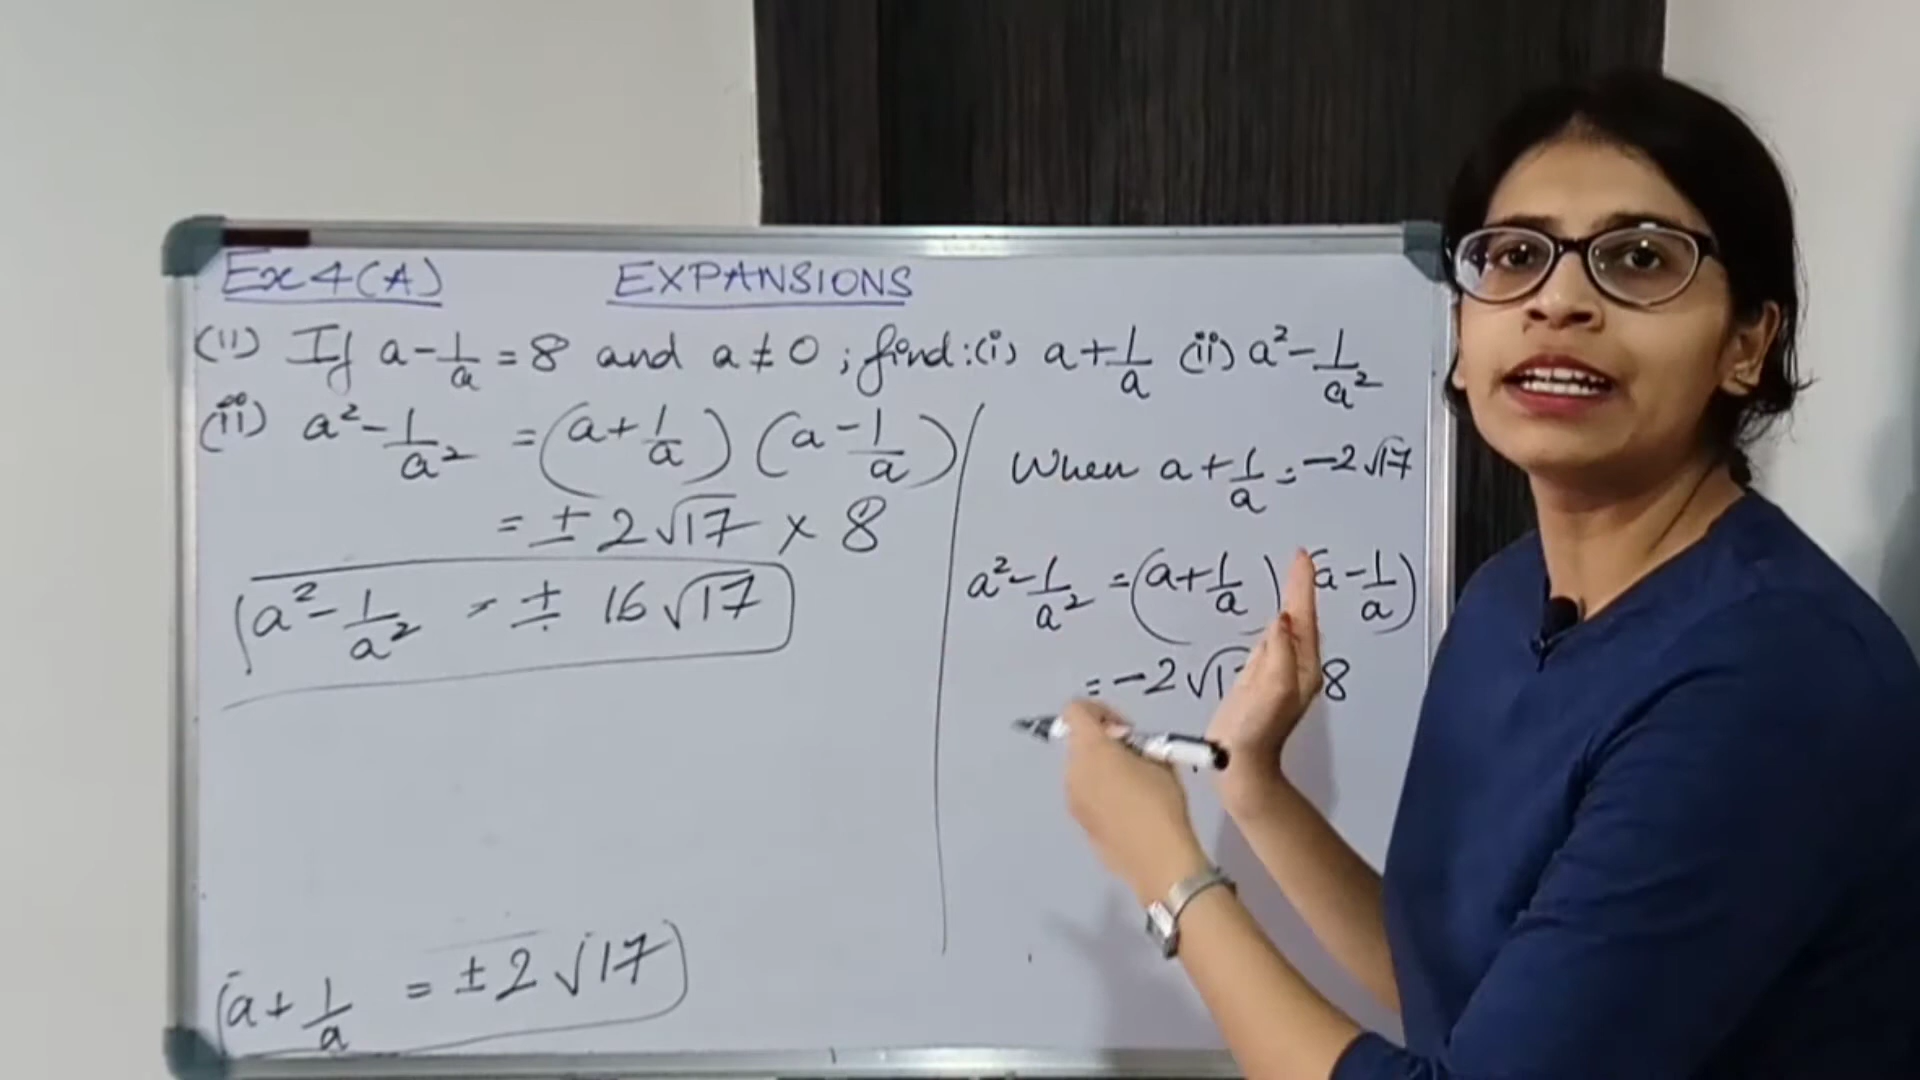 Ex 4(A) EXPANSIONS
(11) If a - 1/a = 8 and a ≠ 0 ; find : (i) a + 1/a (ii) a² - 1/a²
(ii) a² - 1/a² = (a + 1/a) (a - 1/a)
= ± 2√17 × 8
a² - 1/a² = ± 16√17
a + 1/a = ± 2√17
When a + 1/a = -2√17
a² - 1/a² = (a + 1/a) (a - 1/a)
= -2√1 8